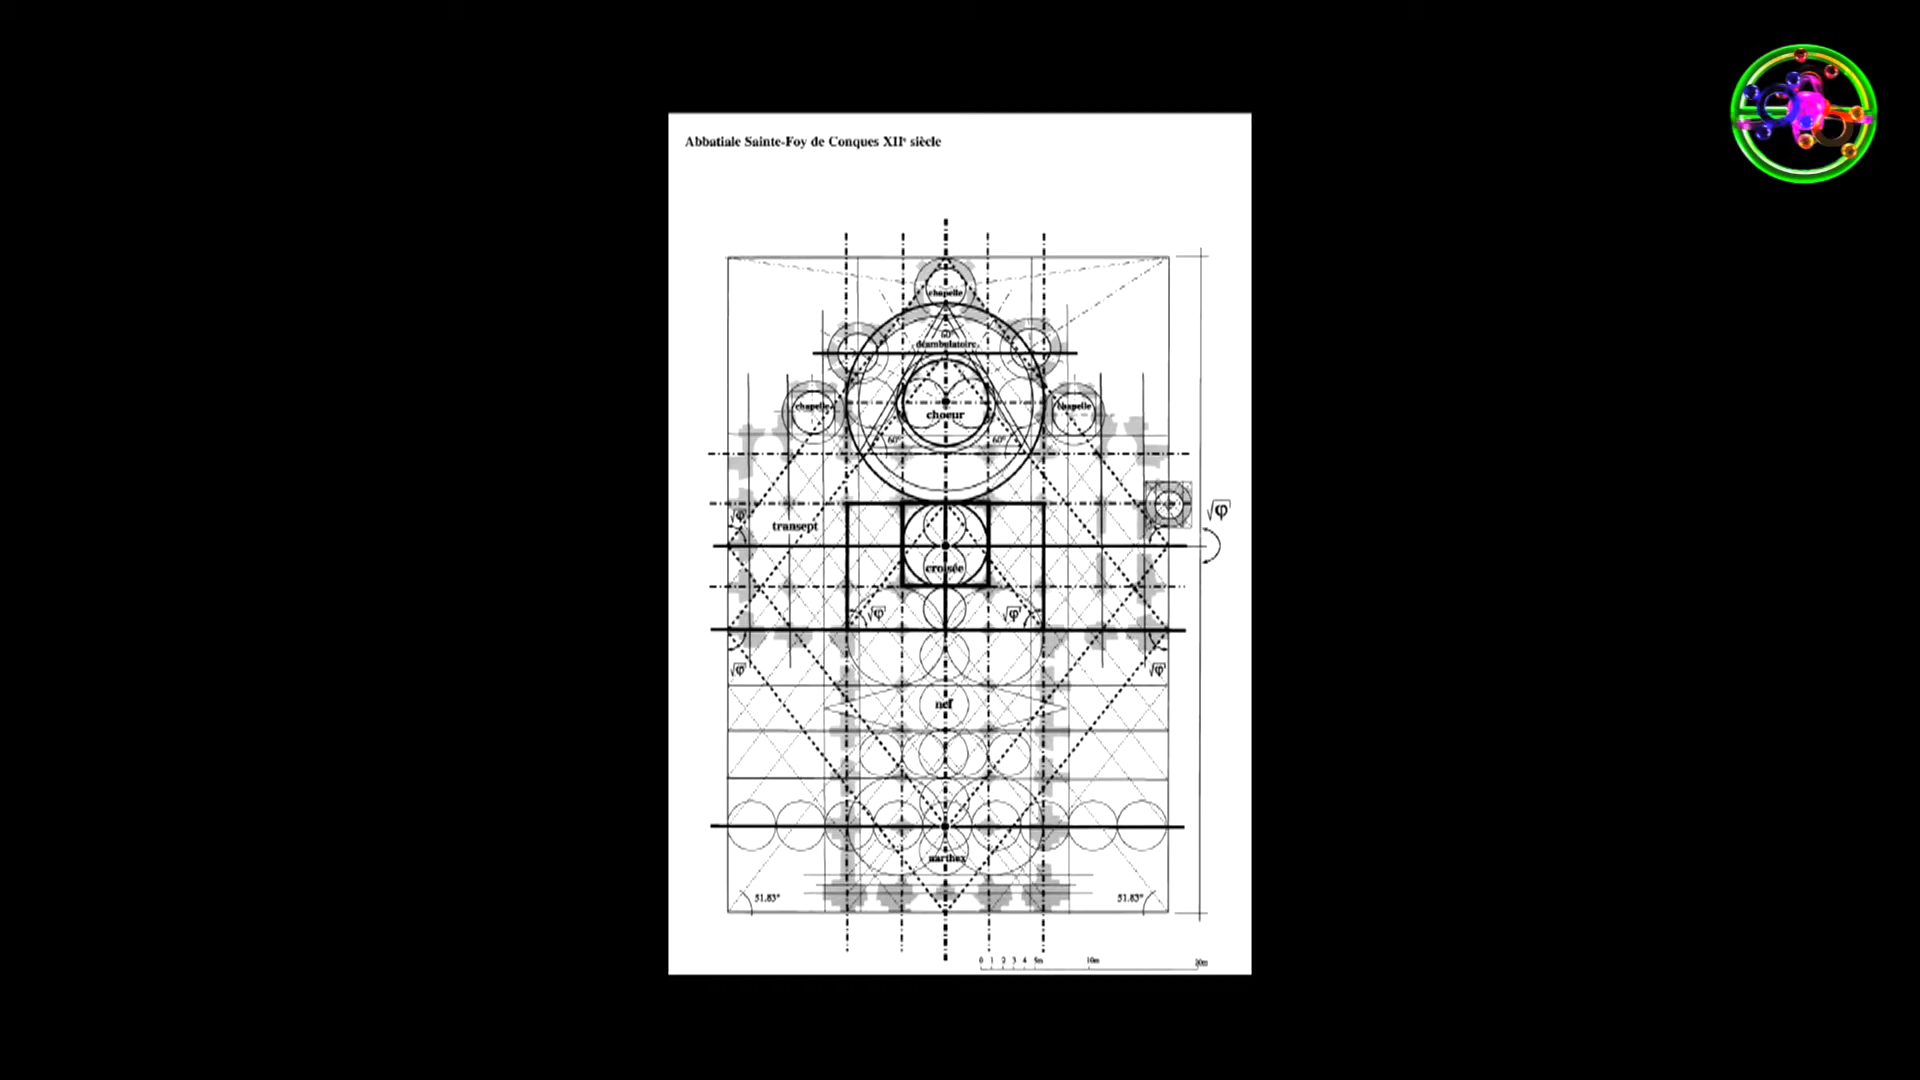 Abbatiale Sainte-Foy de Conques XIIᵉ siècle
chapelle
60°
déambulatoire
chapelle
chapelle
choeur
60°
60°
√φ
√φ
transept
croisée
√φ
√φ
√φ
√φ
nef
narthex
51.83°
51.83°
0 1 2 3 4 5m 10m 20m